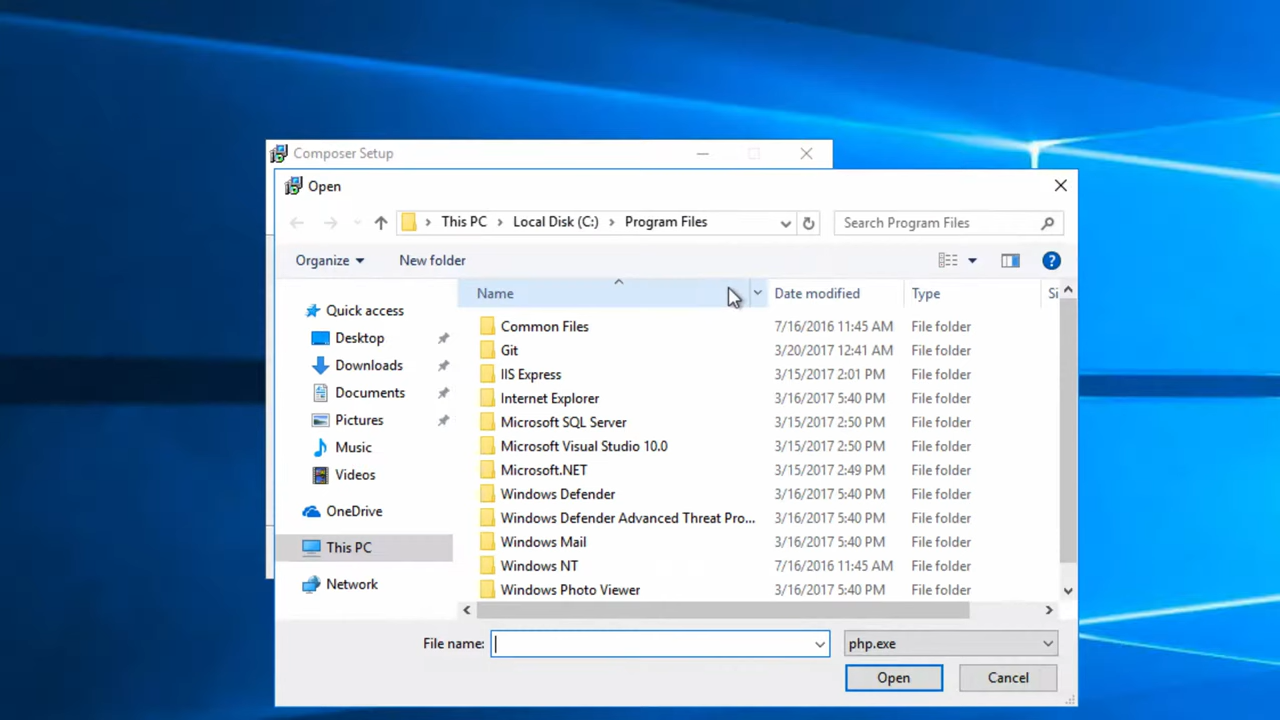 Composer Setup
Open
This PC Local Disk (C:) Program Files
Search Program Files
Organize New folder
Name Date modified Type Si
Quick access
Desktop
Downloads
Documents
Pictures
Music
Videos
OneDrive
This PC
Network
Common Files 7/16/2016 11:45 AM File folder
Git 3/20/2017 12:41 AM File folder
IIS Express 3/15/2017 2:01 PM File folder
Internet Explorer 3/16/2017 5:40 PM File folder
Microsoft SQL Server 3/15/2017 2:50 PM File folder
Microsoft Visual Studio 10.0 3/15/2017 2:50 PM File folder
Microsoft.NET 3/15/2017 2:49 PM File folder
Windows Defender 3/16/2017 5:40 PM File folder
Windows Defender Advanced Threat Pro... 3/16/2017 5:40 PM File folder
Windows Mail 3/16/2017 5:40 PM File folder
Windows NT 7/16/2016 11:45 AM File folder
Windows Photo Viewer 3/16/2017 5:40 PM File folder
File name: php.exe
Open Cancel